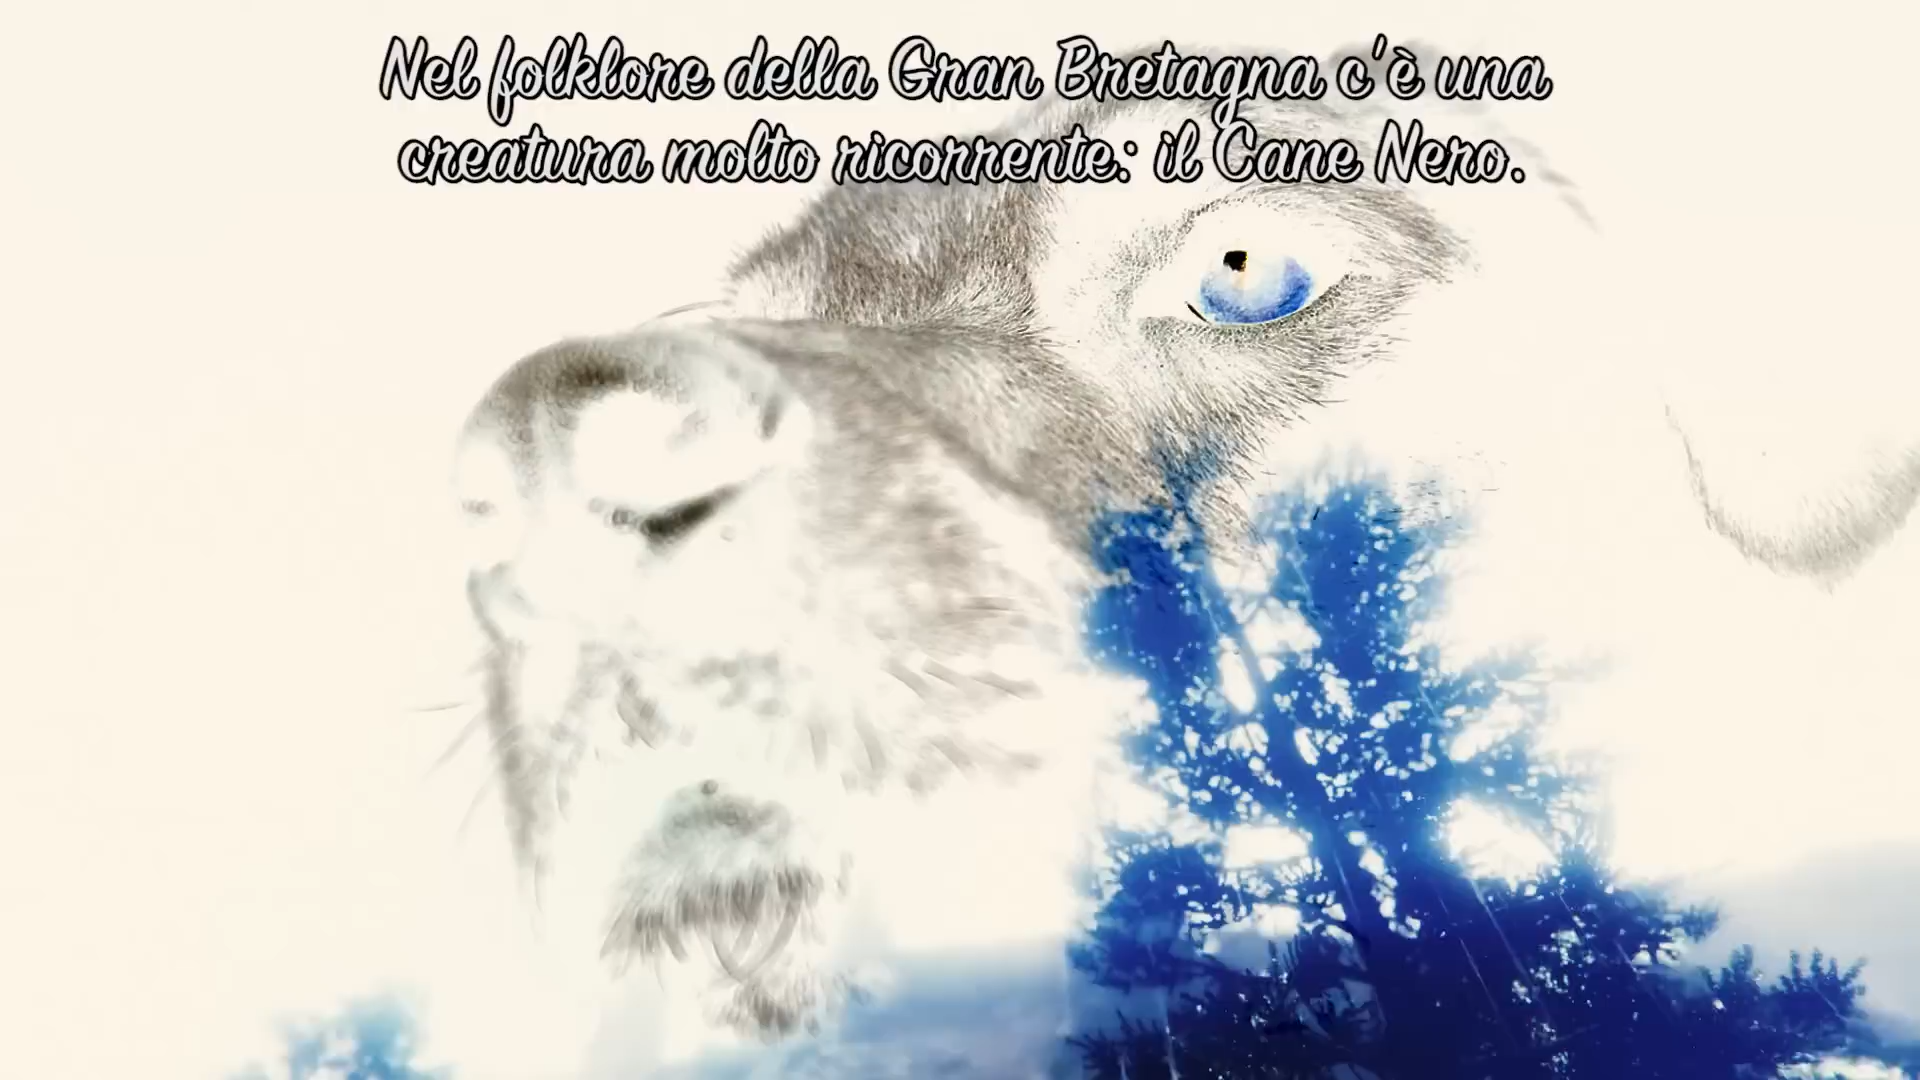 Nel folklore della Gran Bretagna c'è una
creatura molto ricorrente: il Cane Nero.